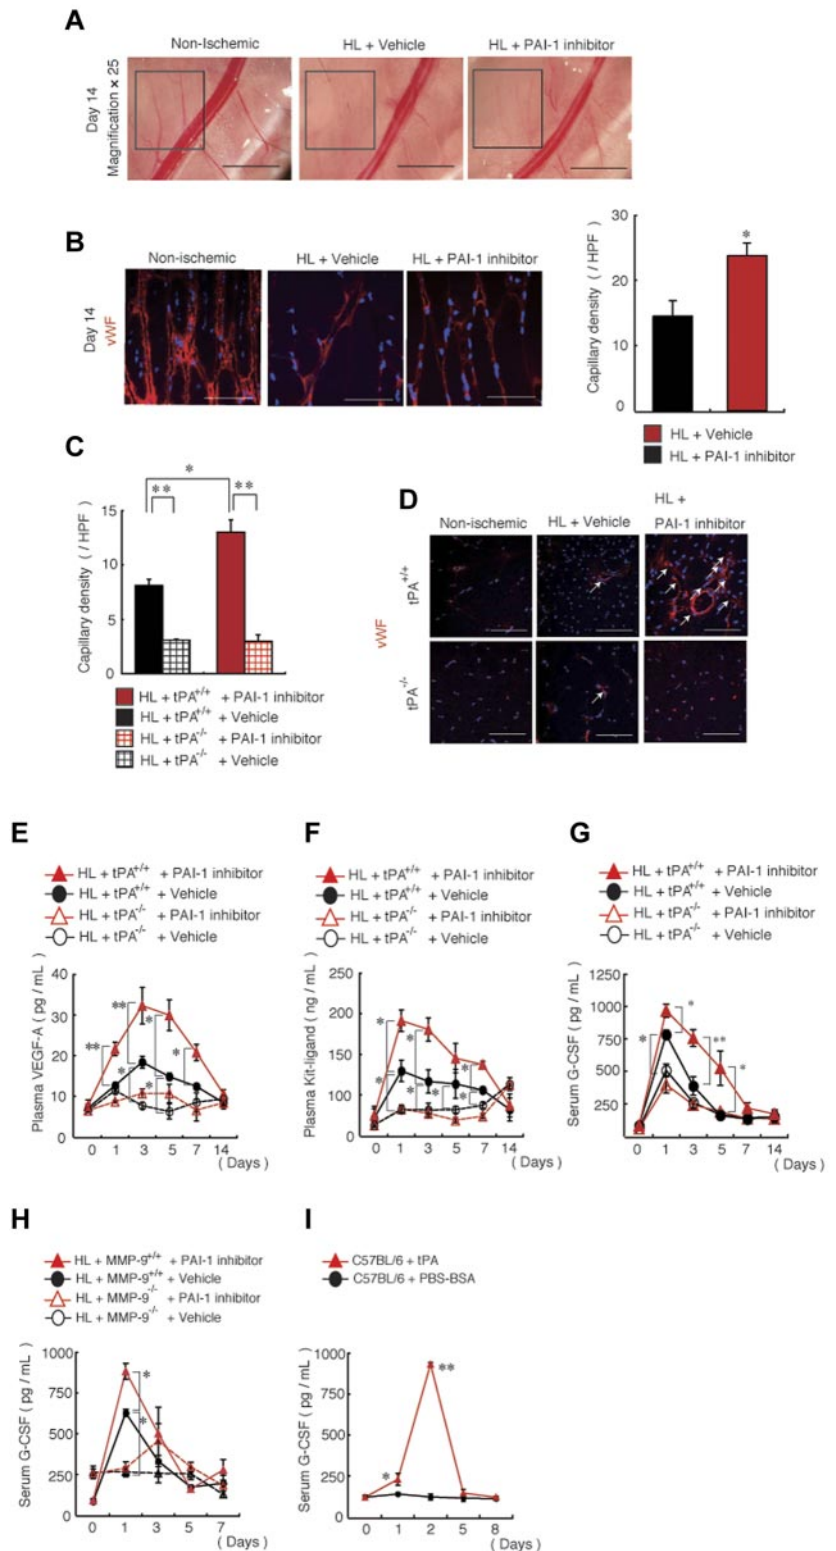 A
Non-Ischemic
HL + Vehicle
HL + PAI-1 inhibitor
Day 14
Magnification × 25
B
Non-ischemic
HL + Vehicle
HL + PAI-1 inhibitor
Day 14
vWF
Capillary density ( / HPF )
30
20
10
0
*
HL + Vehicle
HL + PAI-1 inhibitor
C
*
**
**
Capillary density ( / HPF )
15
10
5
0
HL + tPA+/+ + PAI-1 inhibitor
HL + tPA+/+ + Vehicle
HL + tPA-/- + PAI-1 inhibitor
HL + tPA-/- + Vehicle
D
Non-ischemic
HL + Vehicle
HL +
PAI-1 inhibitor
vWF
tPA+/+
tPA-/-
E
HL + tPA+/+ + PAI-1 inhibitor
HL + tPA+/+ + Vehicle
HL + tPA-/- + PAI-1 inhibitor
HL + tPA-/- + Vehicle
Plasma VEGF-A ( pg / mL )
40
30
20
10
0
**
**
*
*
*
*
0 1 3 5 7 14
( Days )
F
HL + tPA+/+ + PAI-1 inhibitor
HL + tPA+/+ + Vehicle
HL + tPA-/- + PAI-1 inhibitor
HL + tPA-/- + Vehicle
Plasma Kit-ligand ( ng / mL )
250
200
150
100
0
*
*
*
*
*
*
*
0 1 3 5 7 14
( Days )
G
HL + tPA+/+ + PAI-1 inhibitor
HL + tPA+/+ + Vehicle
HL + tPA-/- + PAI-1 inhibitor
HL + tPA-/- + Vehicle
Serum G-CSF ( pg / mL )
1250
1000
750
500
250
*
*
**
*
0 1 3 5 7 14
( Days )
H
HL + MMP-9+/+ + PAI-1 inhibitor
HL + MMP-9+/+ + Vehicle
HL + MMP-9-/- + PAI-1 inhibitor
HL + MMP-9-/- + Vehicle
Serum G-CSF ( pg / mL )
1000
750
500
250
0
*
*
0 1 3 5 7
( Days )
I
C57BL/6 + tPA
C57BL/6 + PBS-BSA
Serum G-CSF ( pg / mL )
1000
750
500
250
0
*
**
0 1 2 5 8
( Days )